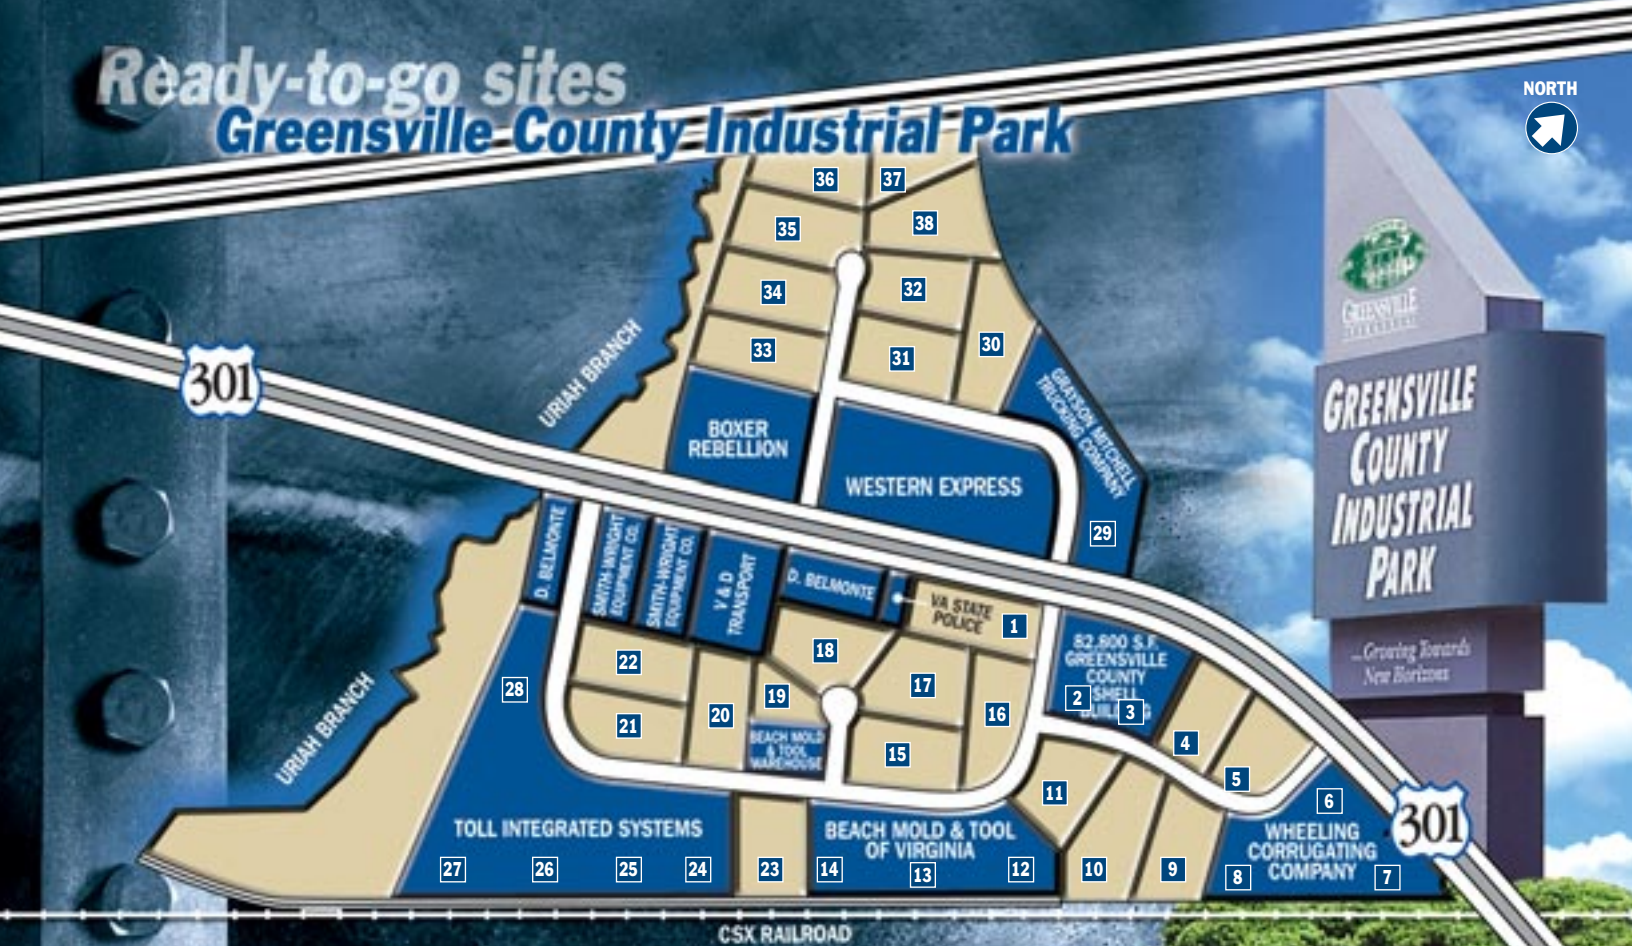 Ready-to-go sites
Greensville County Industrial Park
NORTH
36
37
35
38
34
32
33
31
30
301
URIAH BRANCH
BOXER
REBELLION
WESTERN EXPRESS
GRAYSON MITCHELL
TRUCKING COMPANY
29
GREENSVILLE
GREENSVILLE
COUNTY
INDUSTRIAL
PARK
...Growing Towards
New Horizons
D. BELMONTE
SMITH-WRIGHT
EQUIPMENT CO.
SMITH-WRIGHT
EQUIPMENT CO.
V & D
TRANSPORT
D. BELMONTE
VA STATE
POLICE
1
82,800 S.F.
GREENSVILLE
COUNTY
SHELL
BUILDING
2
3
22
18
28
19
17
16
21
20
15
BEACH MOLD
& TOOL
WAREHOUSE
4
5
11
6
URIAH BRANCH
TOLL INTEGRATED SYSTEMS
BEACH MOLD & TOOL
OF VIRGINIA
WHEELING
CORRUGATING
COMPANY
301
27
26
25
24
23
14
13
12
10
9
8
7
CSX RAILROAD